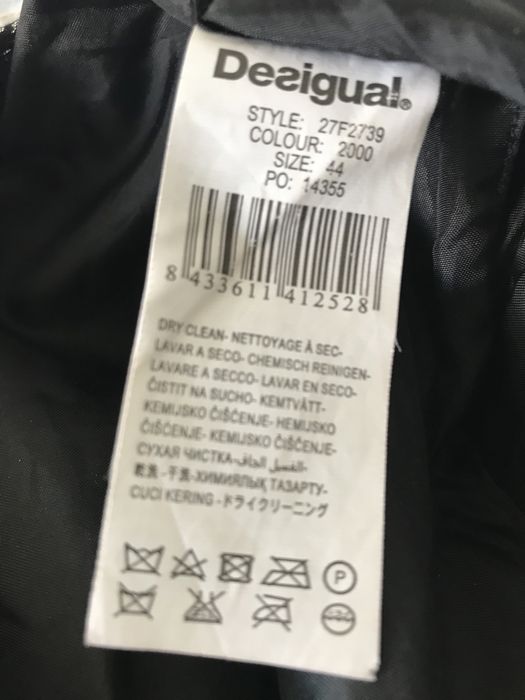 Desigual.®
STYLE: 27F2739
COLOUR: 2000
SIZE: 44
PO: 14355
8 433611 412528
DRY CLEAN- NETTOYAGE À SEC-
LAVAR A SECO- CHEMISCH REINIGEN-
LAVARE A SECCO- LAVAR EN SECO-
ČISTIT NA SUCHO- KEMTVÄTT-
KEMIJSKO ČIŠĆENJE- HEMIJSKO
ČIŠĆENJE- KEMIJSKO ČIŠČENJE-
СУХАЯ ЧИСТКА-الغسيل الجاف-
乾洗 -干洗-ХИМИЯЛЫҚ ТАЗАРТУ-
CUCI KERING -ドライクリーニング
P